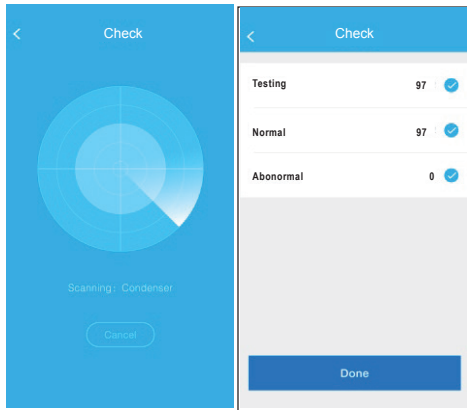 Check
Scanning: Condenser
Cancel
Check
Testing 97
Normal 97
Abonormal 0
Done